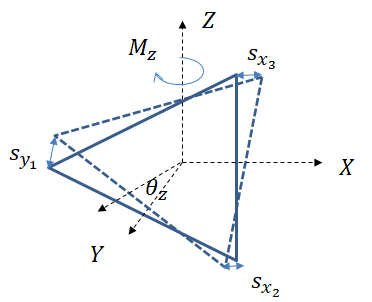 Z
M_z
s_{x_3}
s_{y_1}
X
θ_z
Y
s_{x_2}